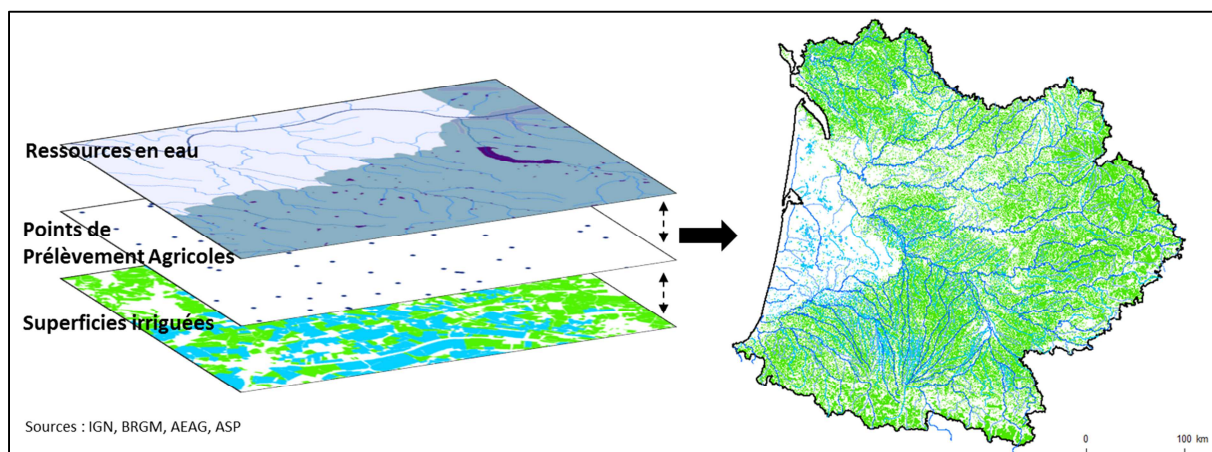 Ressources en eau
Points de
Prélèvement Agricoles
Superficies irriguées
Sources : IGN, BRGM, AEAG, ASP
0 100 km